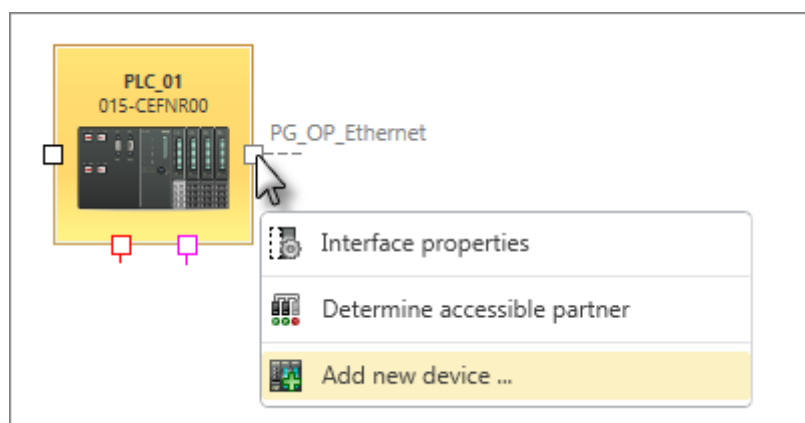 PLC_01
015-CEFNR00
PG_OP_Ethernet
Interface properties
Determine accessible partner
Add new device ...